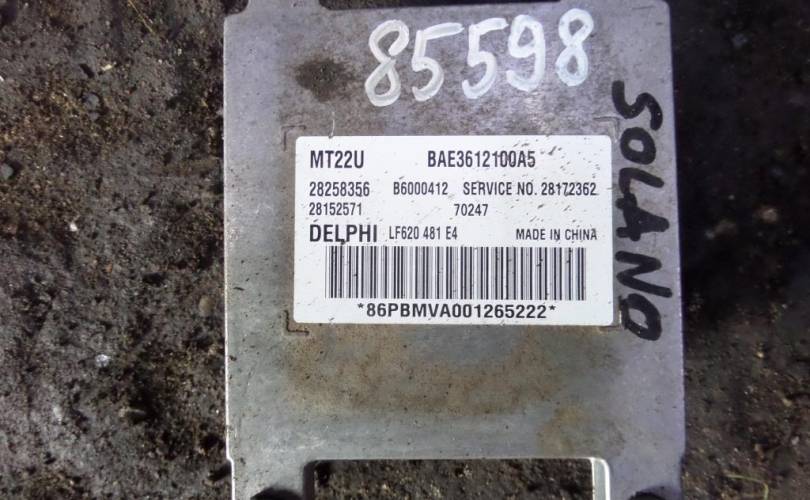 85598
SOLANO
MT22U BAE3612100A5
28258356 B6000412 SERVICE NO. 28172362
28152571 70247
DELPHI LF620 481 E4 MADE IN CHINA
*86PBMVA001265222*